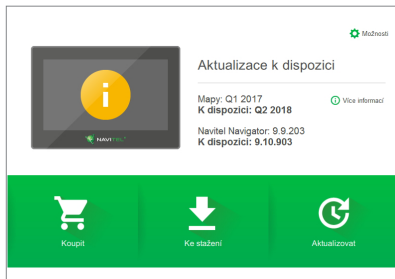 Možnosti
Aktualizace k dispozici
Mapy: Q1 2017
K dispozici: Q2 2018
Více informací
Navitel Navigator: 9.9.203
K dispozici: 9.10.903
NAVITEL
Koupit
Ke stažení
Aktualizovat